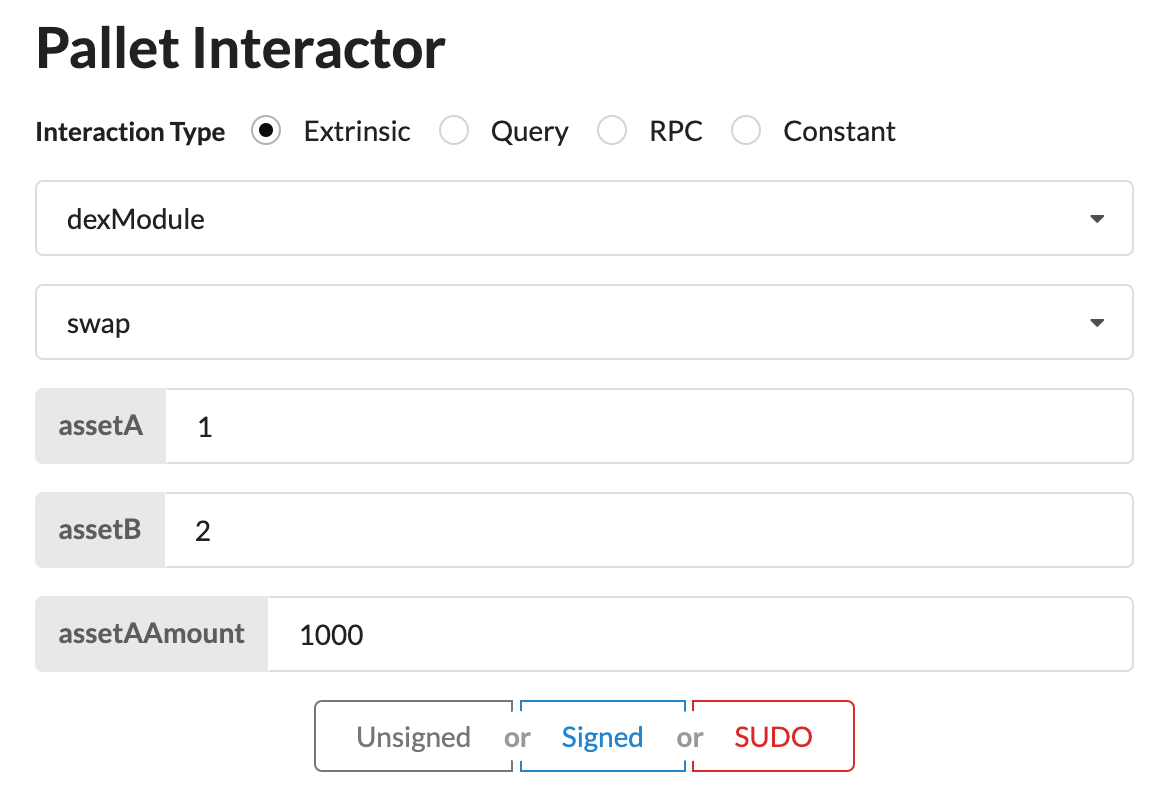 Pallet Interactor
Interaction Type Extrinsic Query RPC Constant
dexModule
swap
assetA 1
assetB 2
assetAAmount 1000
Unsigned or Signed or SUDO